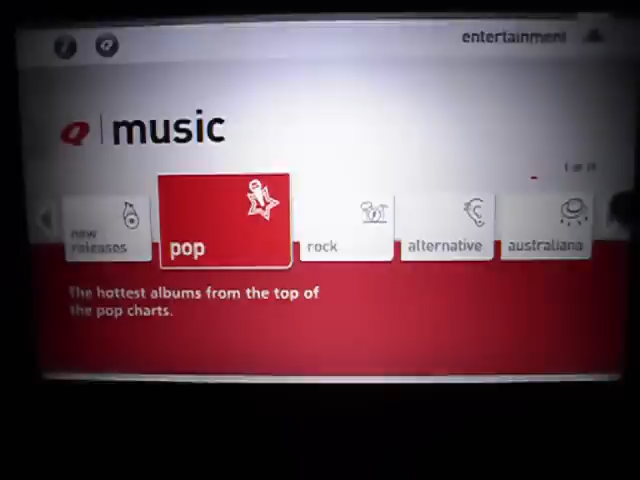 entertainment
Q music
new
releases
pop
rock
alternative
australiana
The hottest albums from the top of
the pop charts.